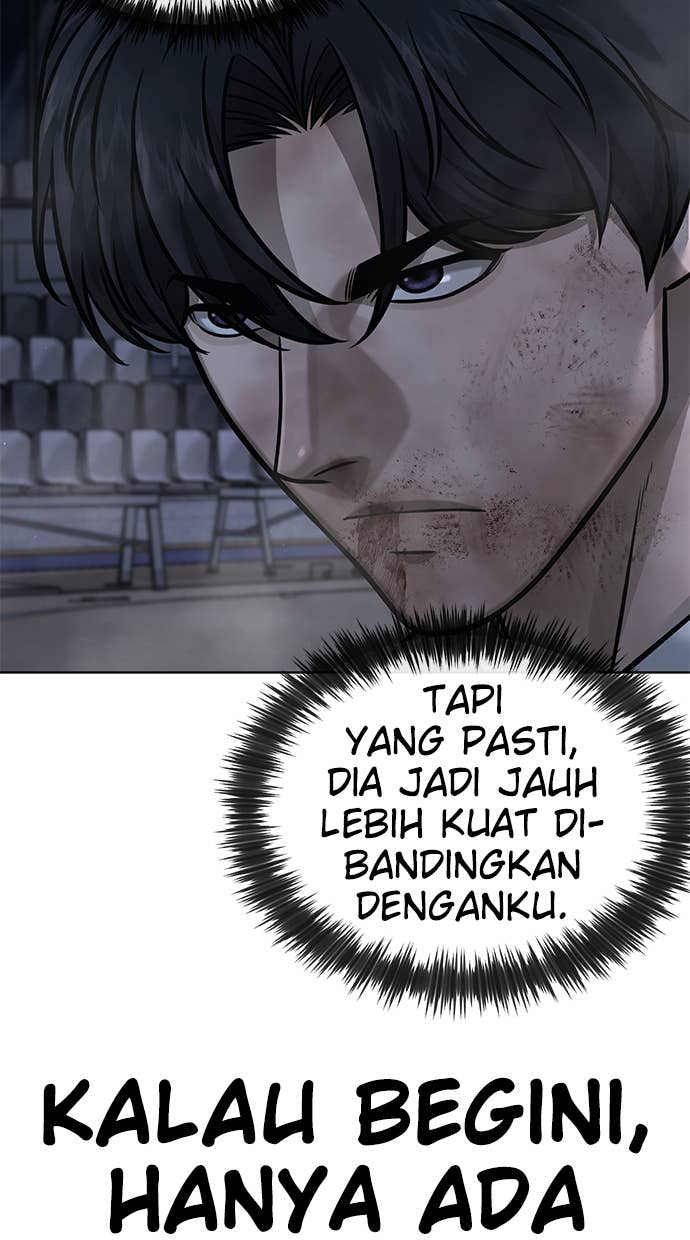 TAPI
YANG PASTI,
DIA JADI JAUH
LEBIH KUAT DI-
BANDINGKAN
DENGANKU.
KALAU BEGINI,
HANYA ADA